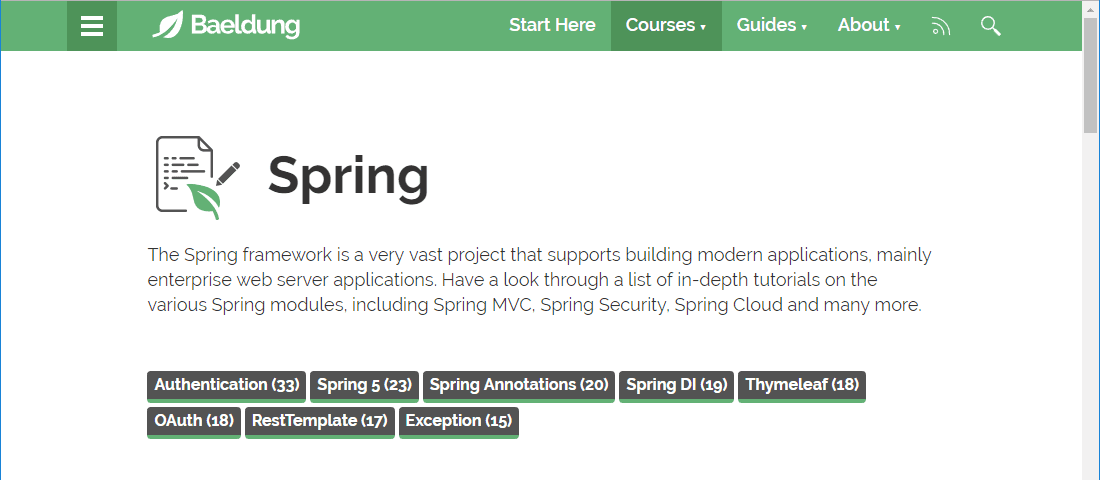 Baeldung
Start Here
Courses ▾
Guides ▾
About ▾
Spring
The Spring framework is a very vast project that supports building modern applications, mainly
enterprise web server applications. Have a look through a list of in-depth tutorials on the
various Spring modules, including Spring MVC, Spring Security, Spring Cloud and many more.
Authentication (33) Spring 5 (23) Spring Annotations (20) Spring DI (19) Thymeleaf (18)
OAuth (18) RestTemplate (17) Exception (15)